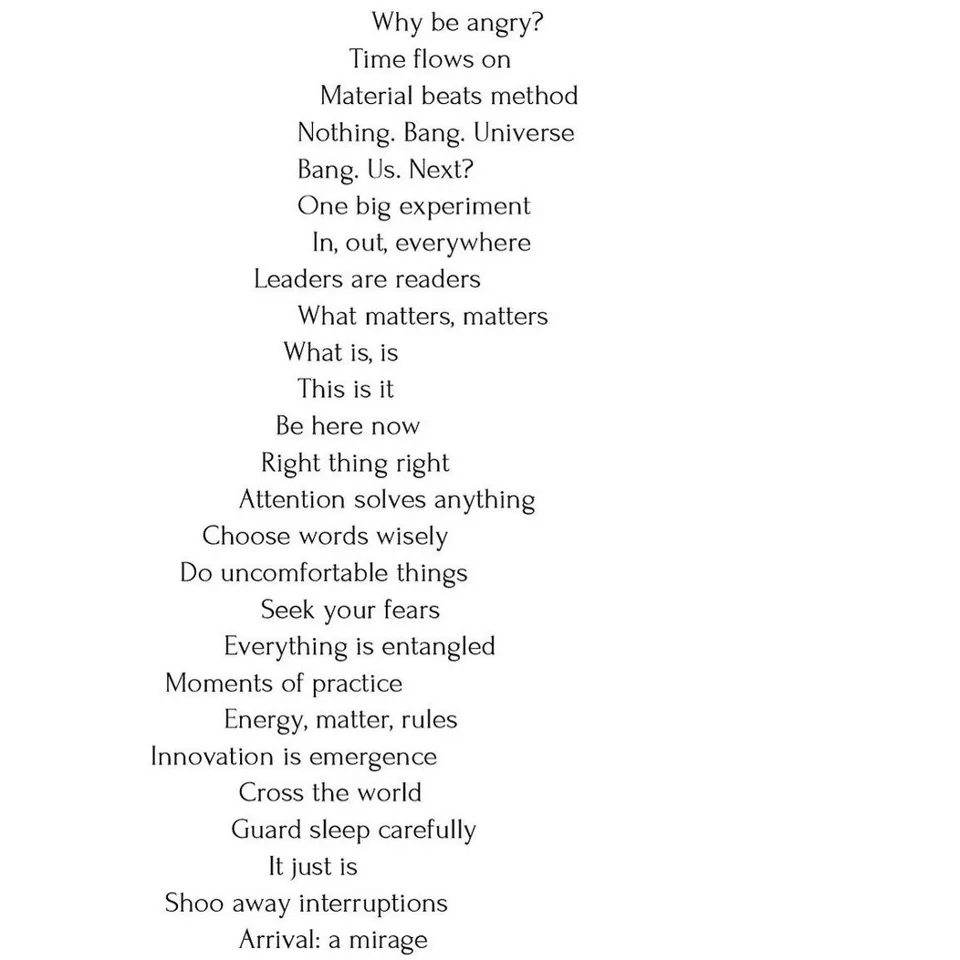 Why be angry?
Time flows on
Material beats method
Nothing. Bang. Universe
Bang. Us. Next?
One big experiment
In, out, everywhere
Leaders are readers
What matters, matters
What is, is
This is it
Be here now
Right thing right
Attention solves anything
Choose words wisely
Do uncomfortable things
Seek your fears
Everything is entangled
Moments of practice
Energy, matter, rules
Innovation is emergence
Cross the world
Guard sleep carefully
It just is
Shoo away interruptions
Arrival: a mirage